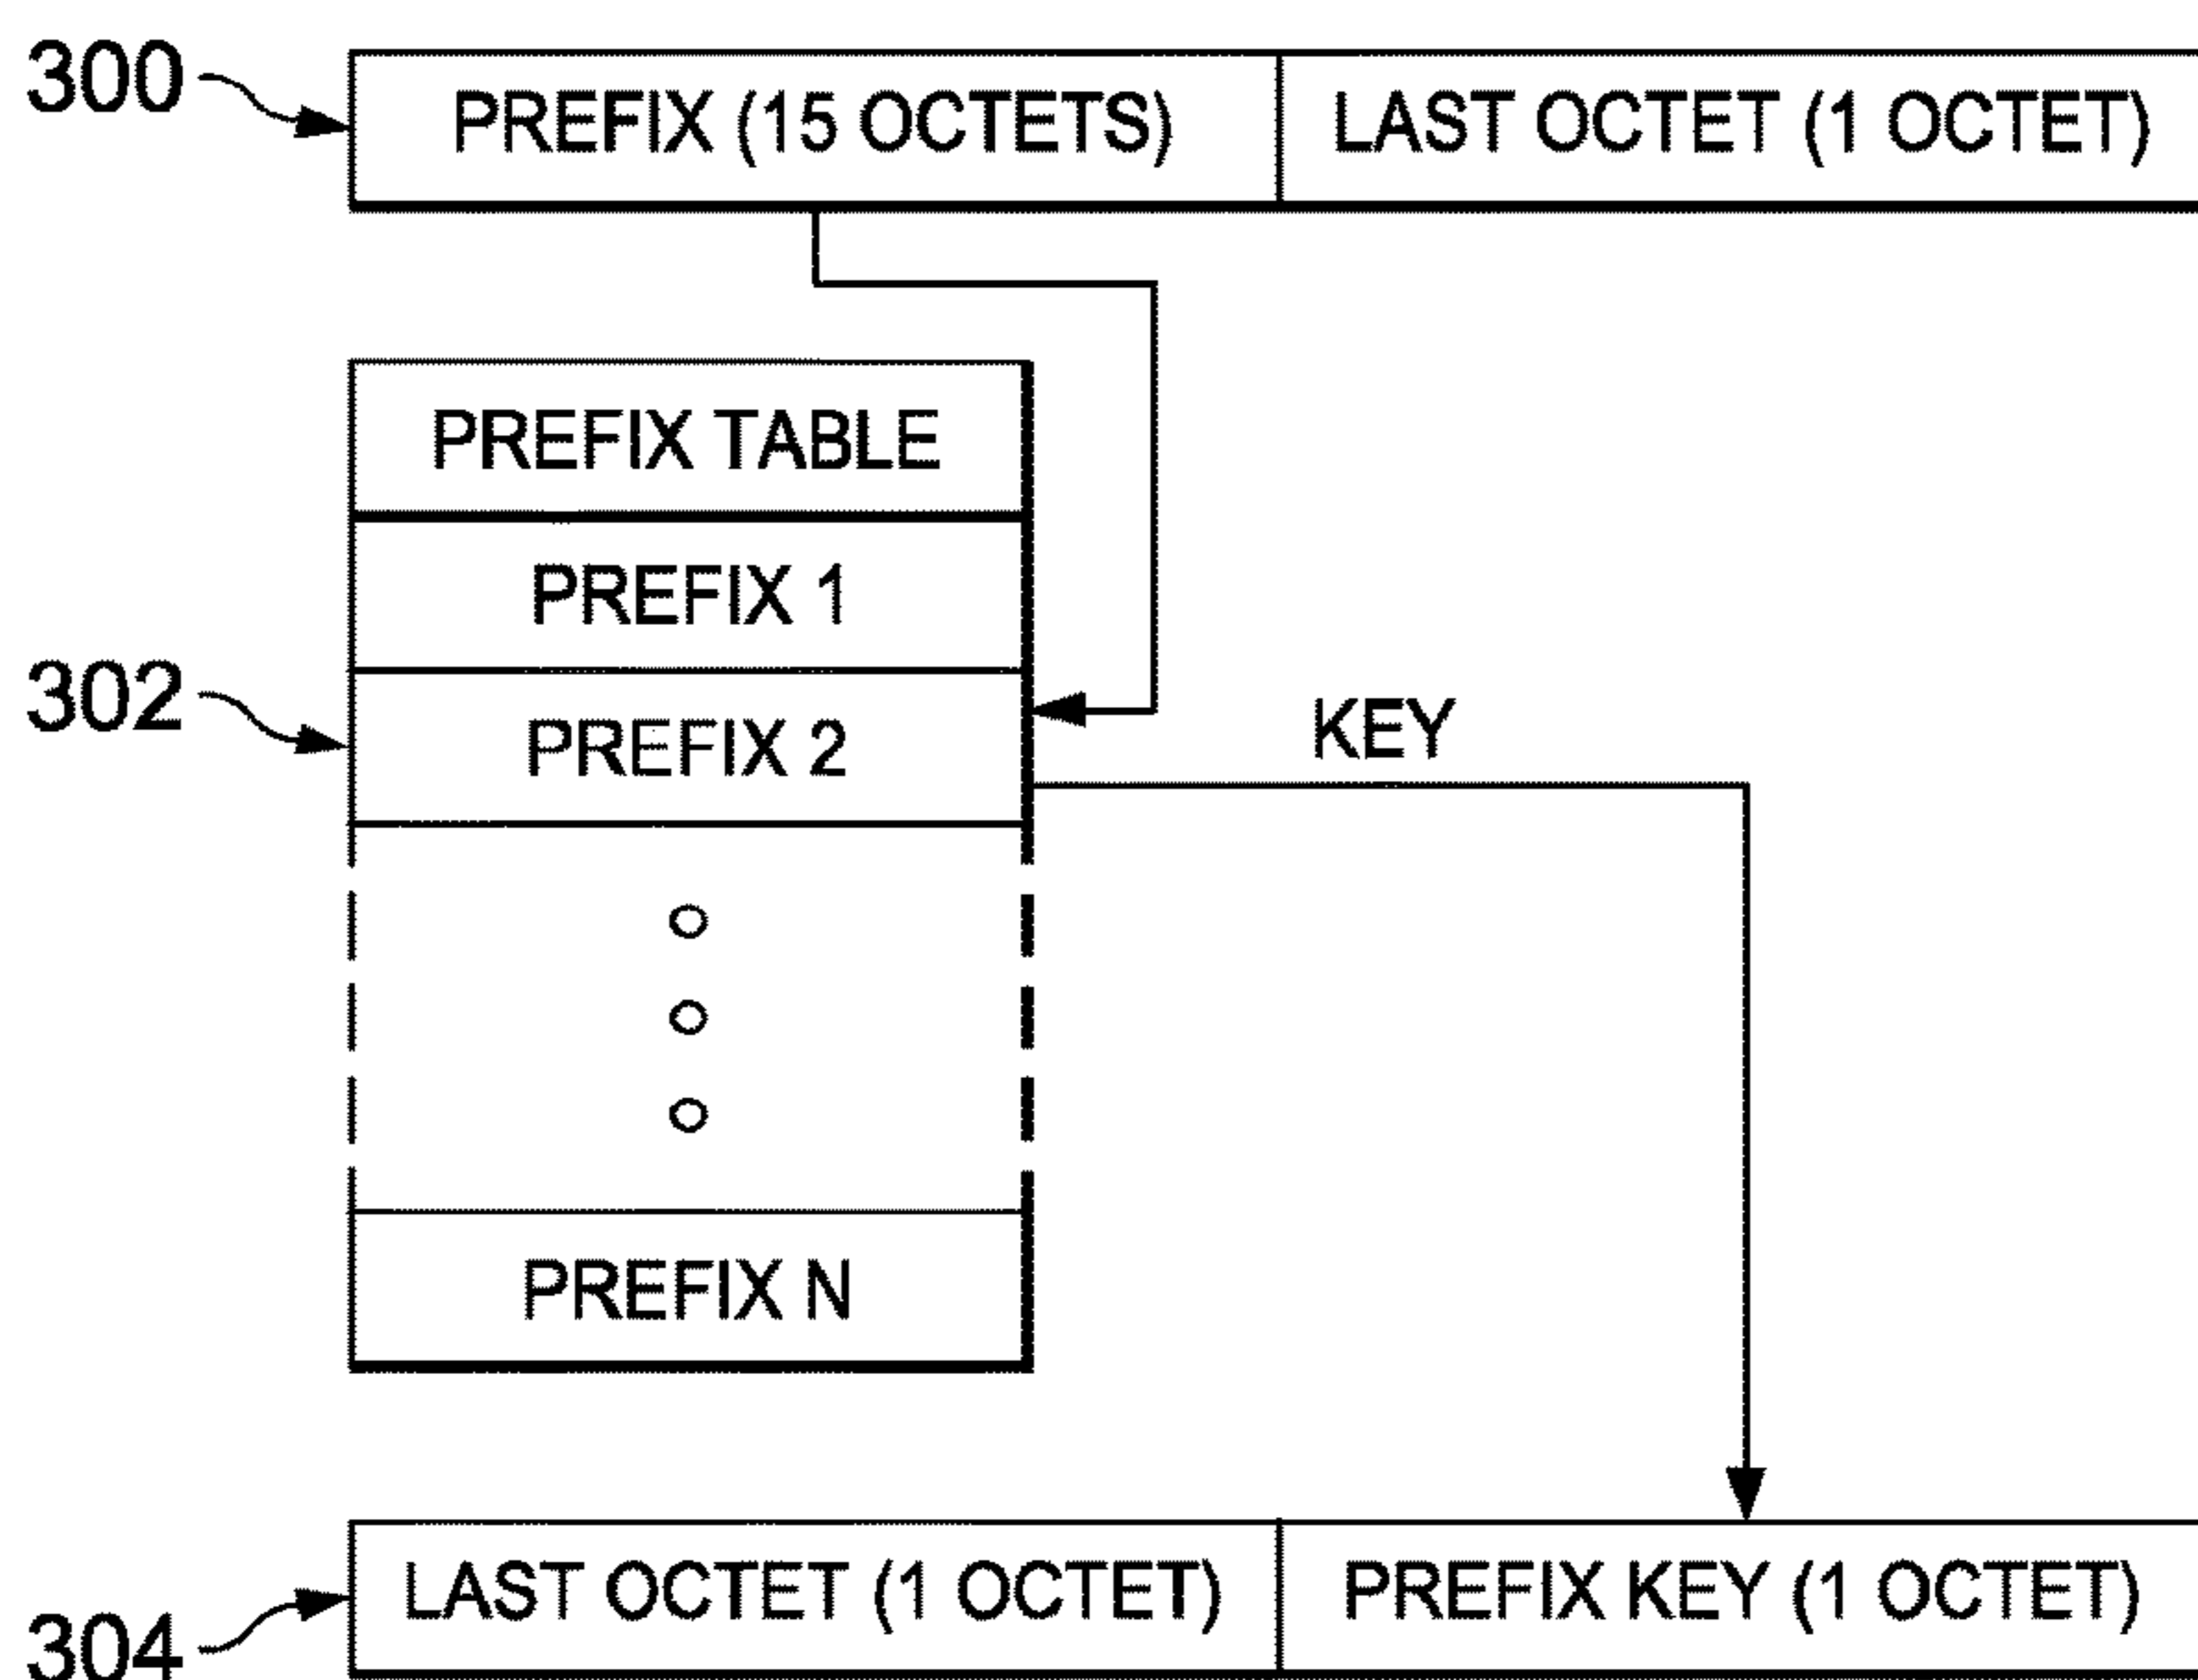 300
PREFIX (15 OCTETS) LAST OCTET (1 OCTET)
PREFIX TABLE
PREFIX 1
302
PREFIX 2
KEY
PREFIX N
304
LAST OCTET (1 OCTET) PREFIX KEY (1 OCTET)